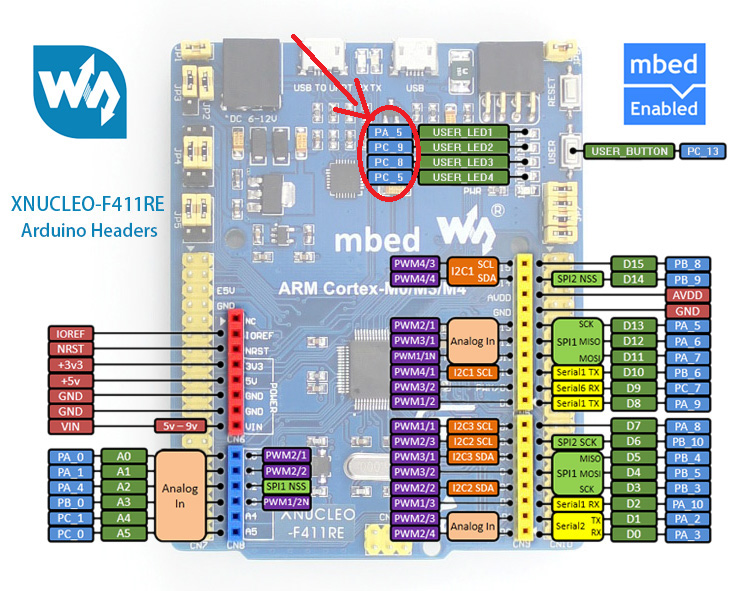 JP1
USB TO UART
TX
USB
mbed
Enabled
JP3
JP2
DC 6-12V
RESET
PA_5 USER_LED1
PC_9 USER_LED2
PC_8 USER_LED3
PC_5 USER_LED4
PWR
USER
USER_BUTTON PC_13
JP4
JP5
XNUCLEO-F411RE
Arduino Headers
mbed
®
ARM Cortex-M0/M3/M4
E5V
GND
AVDD
GND
PWM4/3 I2C1 SCL D15 PB_8
PWM4/4 SDA SPI2 NSS D14 PB_9
AVDD
GND
PWM2/1 Analog In SCK SPI1 D13 PA_5
PWM3/1 MISO D12 PA_6
PWM1/1N MOSI D11 PA_7
PWM4/1 I2C1 SCL Serial1 TX D10 PB_6
PWM3/2 Serial6 RX D9 PC_7
PWM1/2 Serial1 TX D8 PA_9
IOREF
NRST
+3v3
+5v
GND
GND
VIN 5v-9v
NC
IOREF
NRST
3V3
5V
GND
GND
VIN
POWER
CN6
PWM1/1 I2C3 SCL D7 PA_8
PWM2/3 I2C2 SCL SPI2 SCK D6 PB_10
PWM3/1 I2C3 SDA MISO SPI1 D5 PB_4
PWM3/2 MOSI D4 PB_5
PWM2/2 I2C2 SDA SCK D3 PB_3
PWM1/3 Serial1 RX D2 PA_10
PWM2/3 Analog In Serial2 TX D1 PA_2
PWM2/4 RX D0 PA_3
PA_0 A0 Analog In PWM2/1
PA_1 A1 PWM2/2
PA_4 A2 SPI1 NSS
PB_0 A3 PWM1/2N
PC_1 A4
PC_0 A5
A4
A5
XNUCLEO
-F411RE
CN7
CN8
CN9
CN10